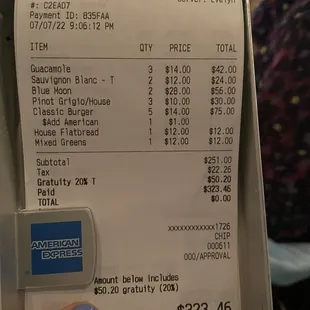 Server: Evelyn
#: C2EAD7
Payment ID: 835FAA
07/07/22 9:06:12 PM
ITEM QTY PRICE TOTAL
Guacamole 3 $14.00 $42.00
Sauvignon Blanc - T 2 $12.00 $24.00
Blue Moon 2 $28.00 $56.00
Pinot Grigio/House 3 $10.00 $30.00
Classic Burger 5 $14.00 $75.00
$Add American 1 $1.00
House Flatbread 1 $12.00 $12.00
Mixed Greens 1 $12.00 $12.00
Subtotal $251.00
Tax $22.26
Gratuity 20% T $50.20
Paid $323.46
TOTAL $0.00
xxxxxxxxxxxx1726
CHIP
000611
000/APPROVAL
AMERICAN EXPRESS
Amount below includes
$50.20 gratuity (20%)
$323.46